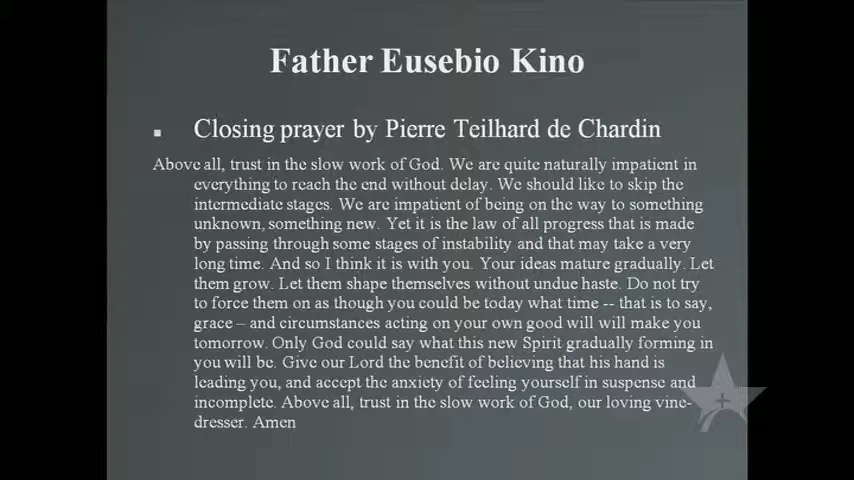 Father Eusebio Kino
▪ Closing prayer by Pierre Teilhard de Chardin
Above all, trust in the slow work of God. We are quite naturally impatient in
everything to reach the end without delay. We should like to skip the
intermediate stages. We are impatient of being on the way to something
unknown, something new. Yet it is the law of all progress that is made
by passing through some stages of instability and that may take a very
long time. And so I think it is with you. Your ideas mature gradually. Let
them grow. Let them shape themselves without undue haste. Do not try
to force them on as though you could be today what time -- that is to say,
grace – and circumstances acting on your own good will will make you
tomorrow. Only God could say what this new Spirit gradually forming in
you will be. Give our Lord the benefit of believing that his hand is
leading you, and accept the anxiety of feeling yourself in suspense and
incomplete. Above all, trust in the slow work of God, our loving vine-
dresser. Amen